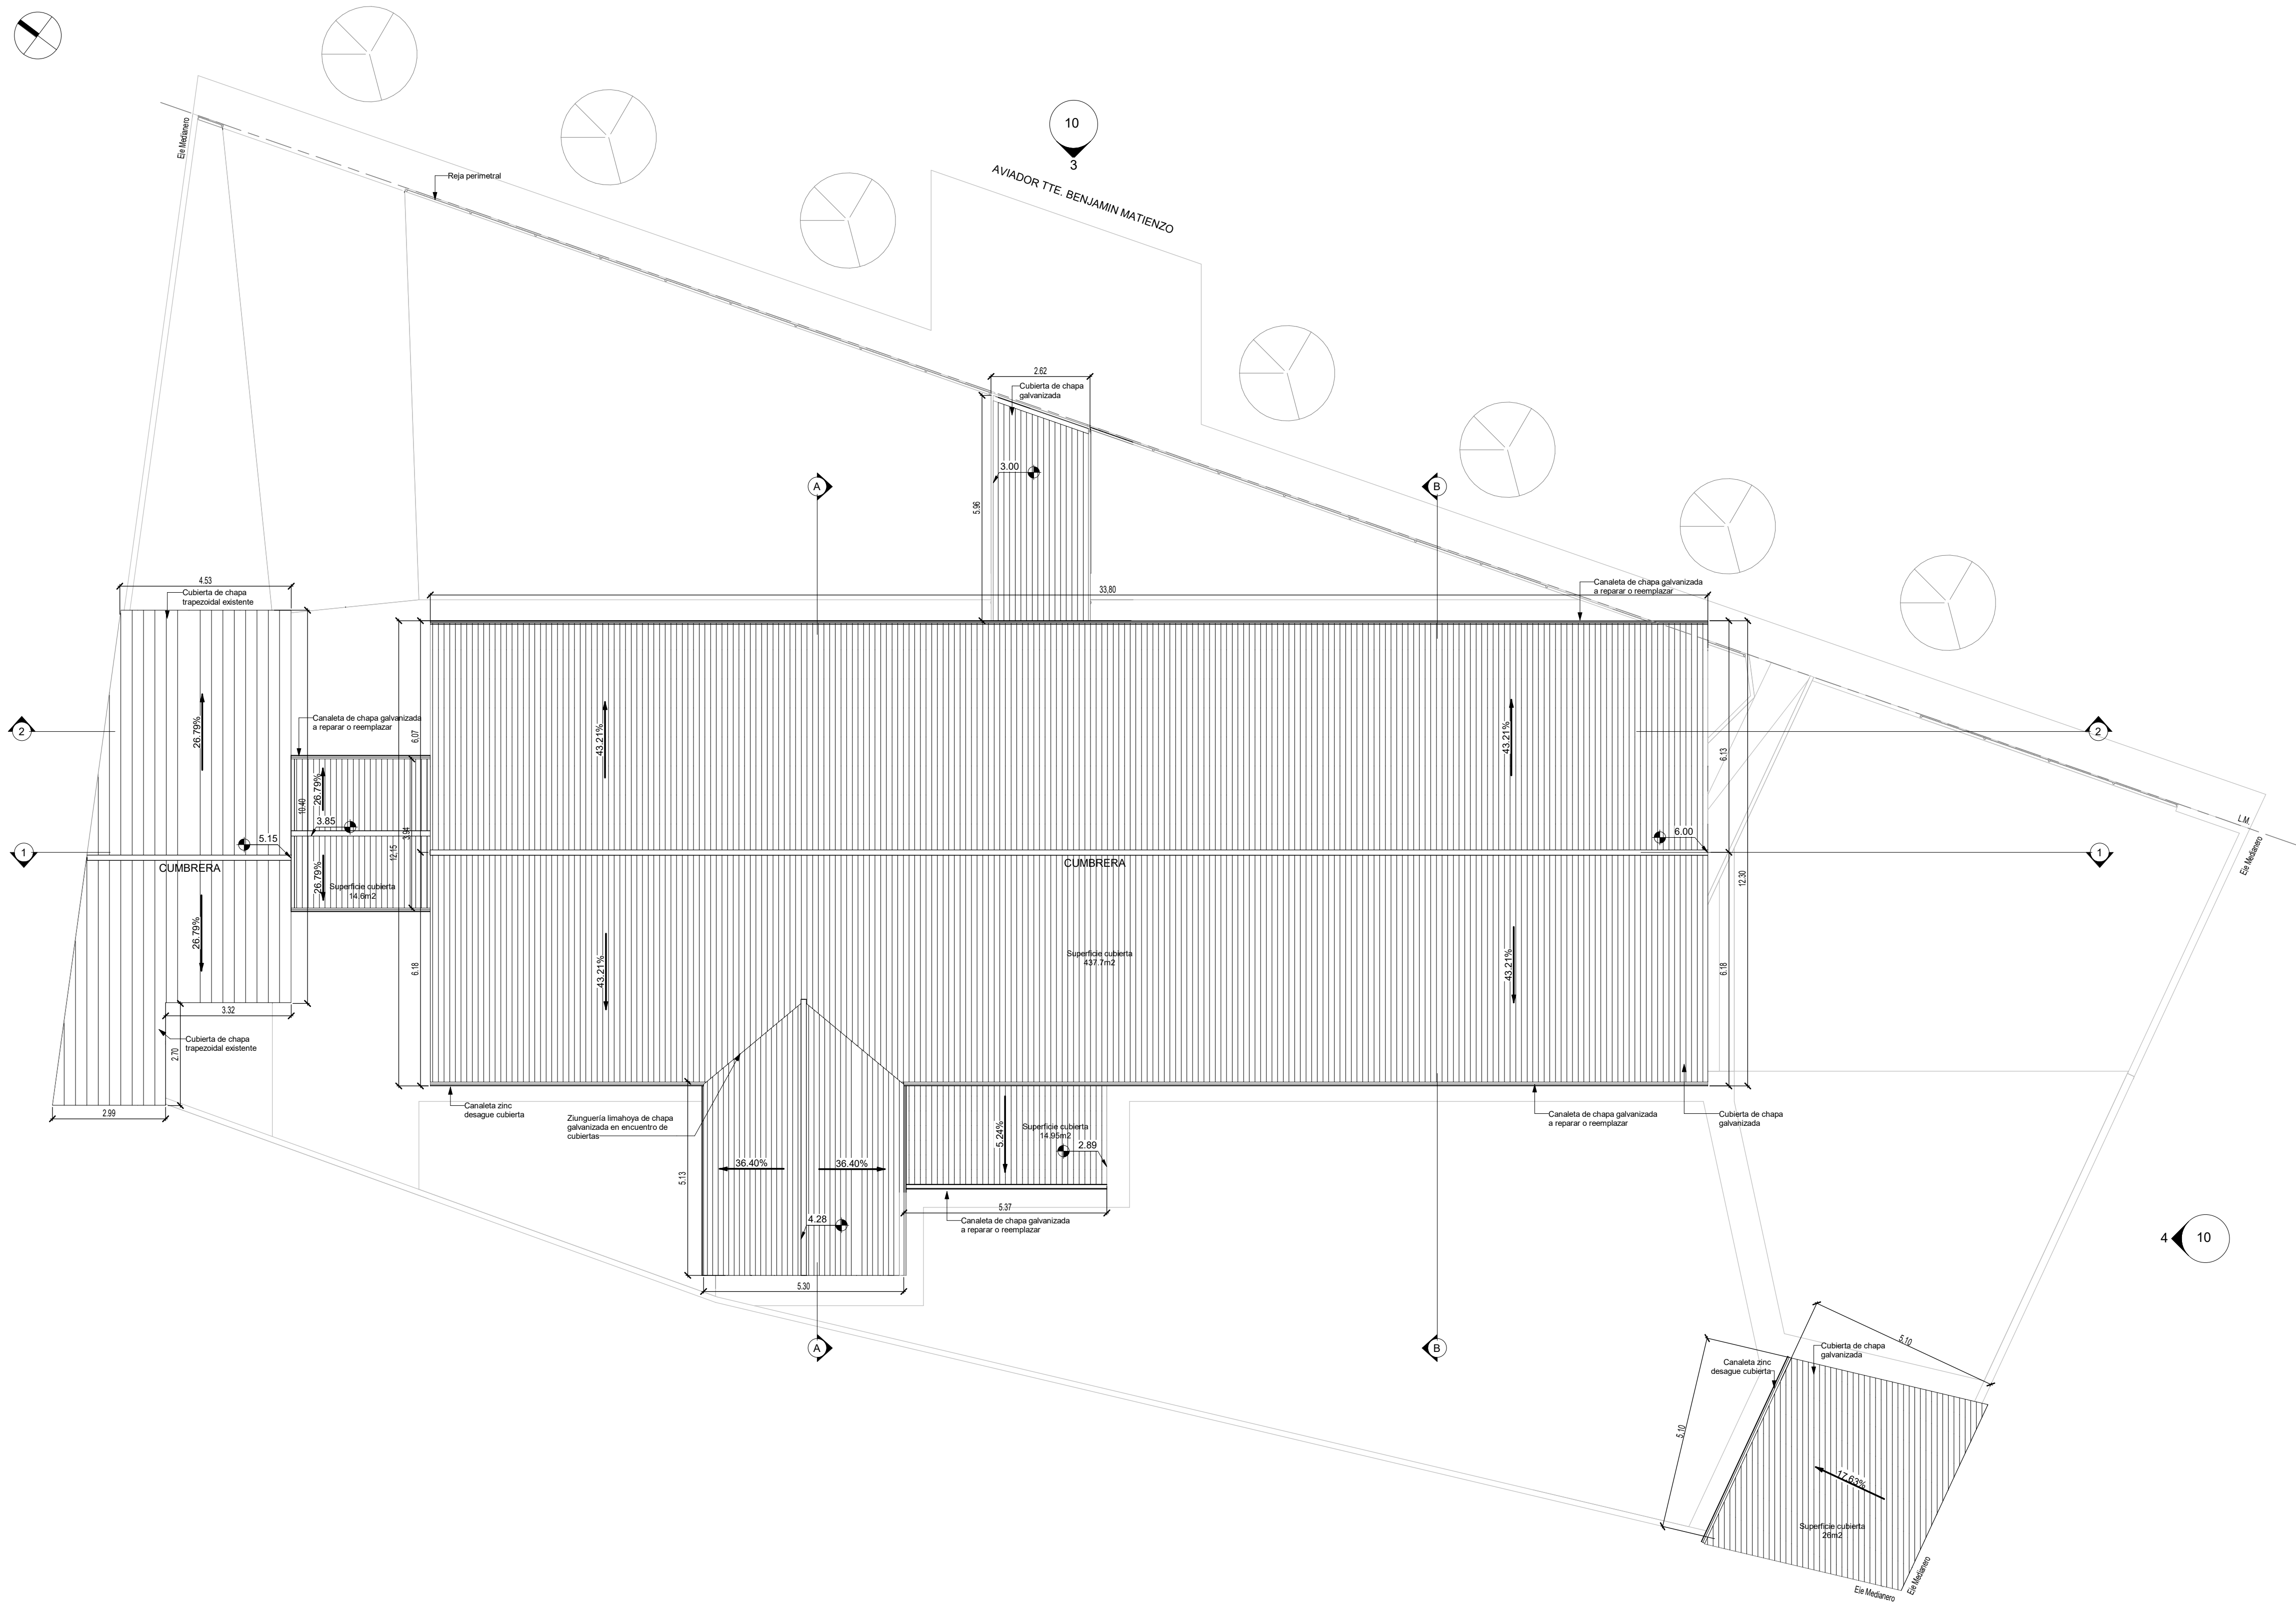 Eje Medianero
Reja perimetral
10
3
AVIADOR TTE. BENJAMIN MATIENZO
2.62
Cubierta de chapa
galvanizada
3.00
5.96
A
B
4.53
Cubierta de chapa
trapezoidal existente
33,80
Canaleta de chapa galvanizada
a reparar o reemplazar
26.79%
Canaleta de chapa galvanizada
a reparar o reemplazar
6.07
43.21%
43.21%
2
2
6.13
10.40
26.79%
3.85
3.94
12,15
5.15
6.00
1
1
CUMBRERA
CUMBRERA
26.79%
Superficie cubierta
14.6m2
12.30
L.M.
Eje Medianero
26.79%
6.18
43.21%
Superficie cubierta
437.7m2
43.21%
6.18
3.32
Cubierta de chapa
trapezoidal existente
2.70
2.99
Canaleta zinc
desague cubierta
Ziunguería limahoya de chapa
galvanizada en encuentro de
cubiertas
5.24%
Superficie cubierta
14.95m2
2.89
Canaleta de chapa galvanizada
a reparar o reemplazar
Cubierta de chapa
galvanizada
36.40%
36.40%
5.13
4.28
5.37
Canaleta de chapa galvanizada
a reparar o reemplazar
5.30
4
10
A
B
5.10
Cubierta de chapa
galvanizada
Canaleta zinc
desague cubierta
5.10
17.63%
Superficie cubierta
26m2
Eje Medianero
Eje Medianero